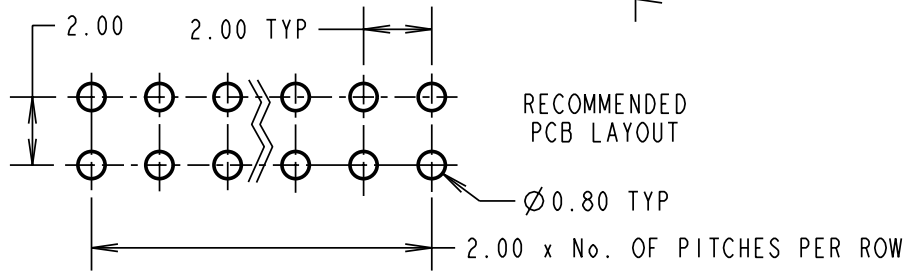 2.00
2.00 TYP
RECOMMENDED
PCB LAYOUT
Ø0.80 TYP
2.00 x No. OF PITCHES PER ROW